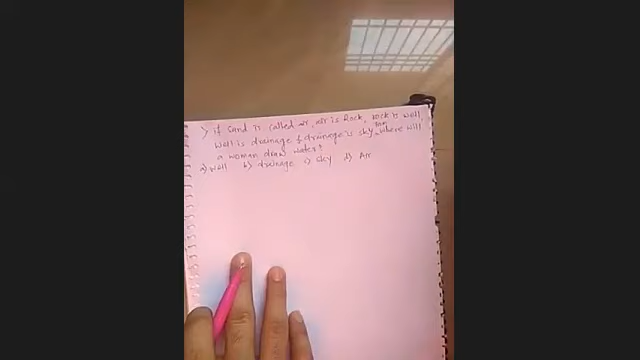 > if Sand is called air, air is Rock, rock is well,
Well is drainage & drainage is sky then where will
a woman draw water?
a) Well b) drainage c) sky d) Air